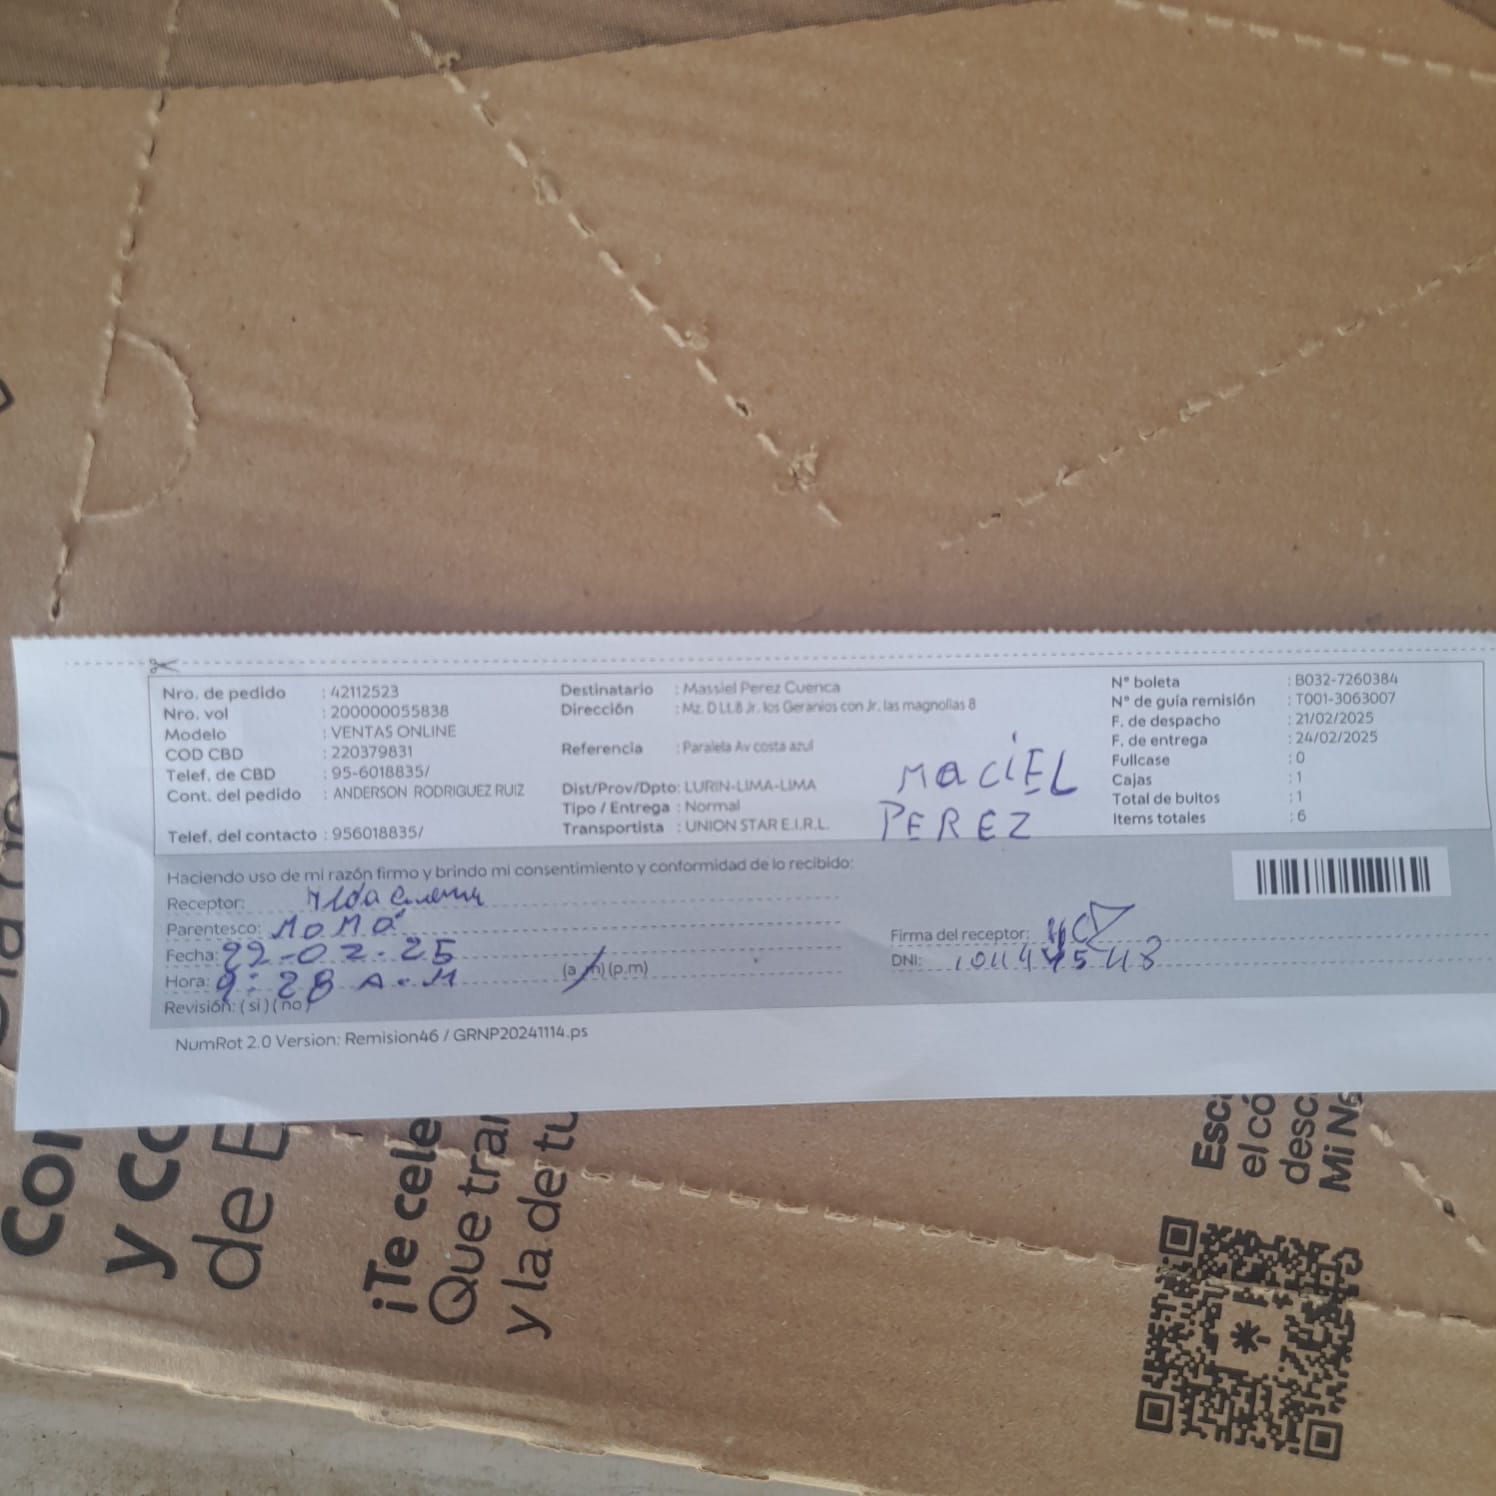 Nro. de pedido : 42112523
Nro. vol : 200000055838
Modelo : VENTAS ONLINE
COD CBD : 220379831
Telef. de CBD : 95-6018835/
Cont. del pedido : ANDERSON RODRIGUEZ RUIZ
Telef. del contacto : 956018835/
Destinatario : Massiel Perez Cuenca
Dirección : Mz. D Lt.8 Jr. los Geranios con Jr. las magnolias 8
Referencia : Paralela Av costa azul
Dist/Prov/Dpto: LURIN-LIMA-LIMA
Tipo / Entrega : Normal
Transportista : UNION STAR E.I.R.L.
MaCiEL
PEREZ
N° boleta : B032-7260384
N° de guía remisión : T001-3063007
F. de despacho : 21/02/2025
F. de entrega : 24/02/2025
Fullcase : 0
Cajas : 1
Total de bultos : 1
Items totales : 6
Haciendo uso de mi razón firmo y brindo mi consentimiento y conformidad de lo recibido:
Receptor:
Parentesco: MaMá
Fecha: 22-02-25
Hora: 9:28 A.M (a.m) (p.m)
Revisión: ( si ) ( no )
Firma del receptor:
DNI:
NumRot 2.0 Version: Remision46 / GRNP20241114.ps
de E
¡Te cele
Que tra
y la de tu
Esc
el có
desc
Mi N